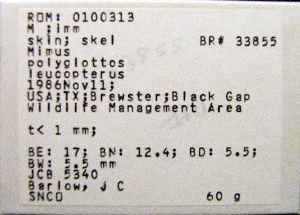 ROM: 0100313
M ;imm
skin; skel BR# 33855
Mimus
polyglottos
leucopterus
1986Nov11;
USA;TX;Brewster;Black Gap
Wildlife Management Area
t< 1 mm;
BE: 17; BN: 12.4; BD: 5.5;
BW: 5.5 mm
JCB 5340
Barlow, J C
SNCO 60 g